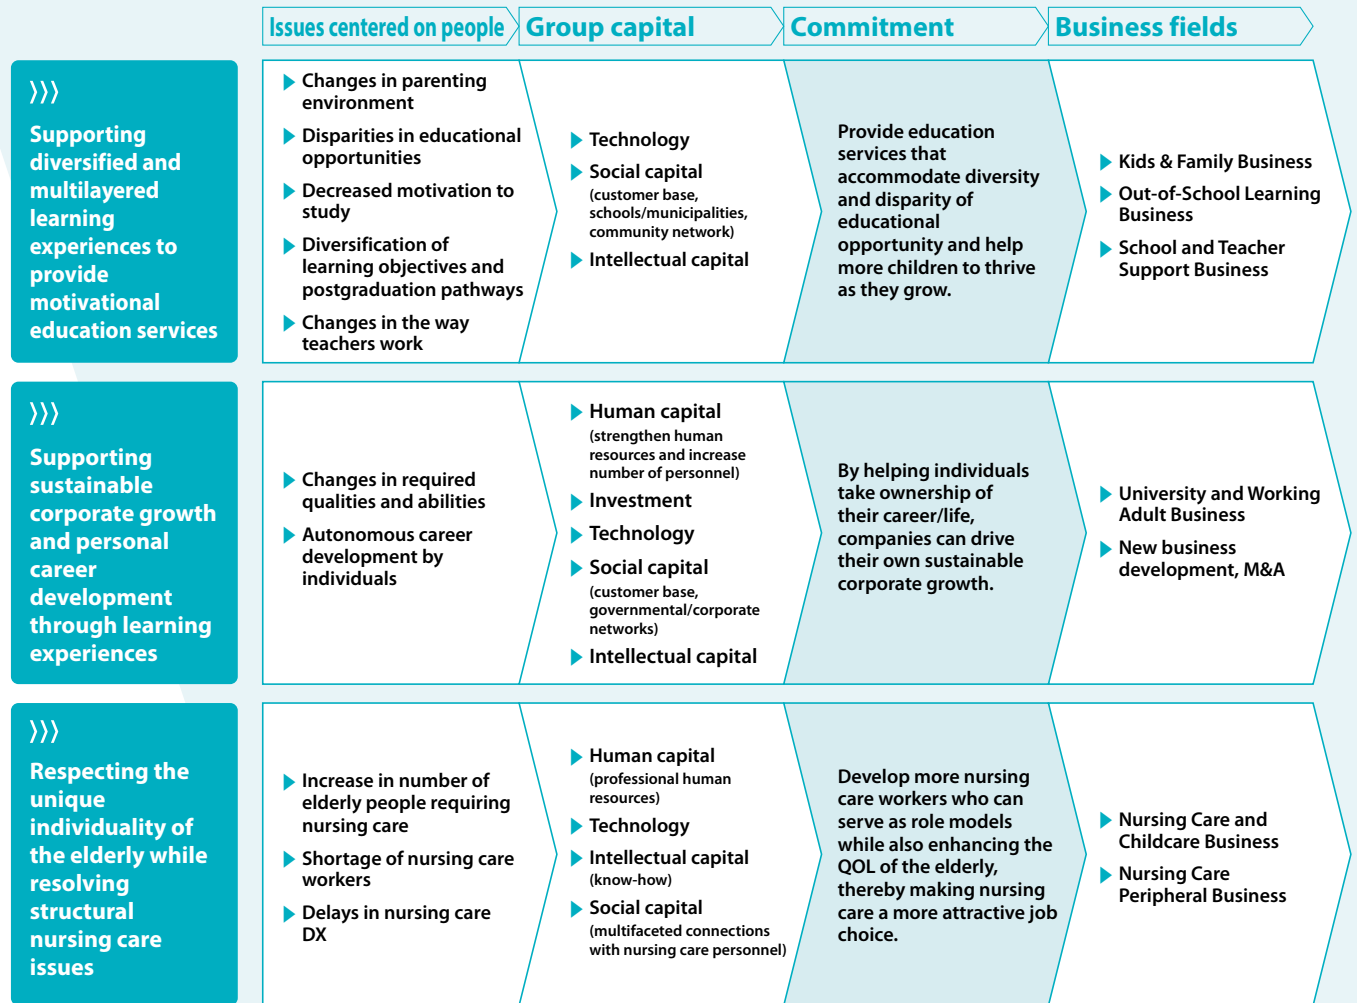 Issues centered on people
Group capital
Commitment
Business fields
Supporting
diversified and
multilayered
learning
experiences to
provide
motivational
education services
Changes in parenting
environment
Disparities in educational
opportunities
Decreased motivation to
study
Diversification of
learning objectives and
postgraduation pathways
Changes in the way
teachers work
Technology
Social capital
(customer base,
schools/municipalities,
community network)
Intellectual capital
Provide education
services that
accommodate diversity
and disparity of
educational
opportunity and help
more children to thrive
as they grow.
Kids & Family Business
Out-of-School Learning
Business
School and Teacher
Support Business
Supporting
sustainable
corporate growth
and personal
career
development
through learning
experiences
Changes in required
qualities and abilities
Autonomous career
development by
individuals
Human capital
(strengthen human
resources and increase
number of personnel)
Investment
Technology
Social capital
(customer base,
governmental/corporate
networks)
Intellectual capital
By helping individuals
take ownership of
their career/life,
companies can drive
their own sustainable
corporate growth.
University and Working
Adult Business
New business
development, M&A
Respecting the
unique
individuality of
the elderly while
resolving
structural
nursing care
issues
Increase in number of
elderly people requiring
nursing care
Shortage of nursing care
workers
Delays in nursing care
DX
Human capital
(professional human
resources)
Technology
Intellectual capital
(know-how)
Social capital
(multifaceted connections
with nursing care personnel)
Develop more nursing
care workers who can
serve as role models
while also enhancing the
QOL of the elderly,
thereby making nursing
care a more attractive job
choice.
Nursing Care and
Childcare Business
Nursing Care
Peripheral Business